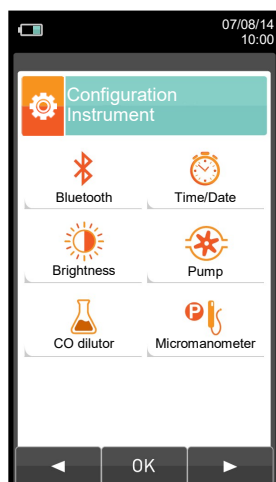 07/08/14
10:00
Configuration
Instrument
Bluetooth
Time/Date
Brightness
Pump
P
CO dilutor
Micromanometer
OK